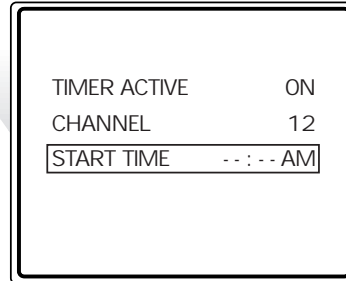 TIMER ACTIVE ON
CHANNEL 12
START TIME - - : - - AM